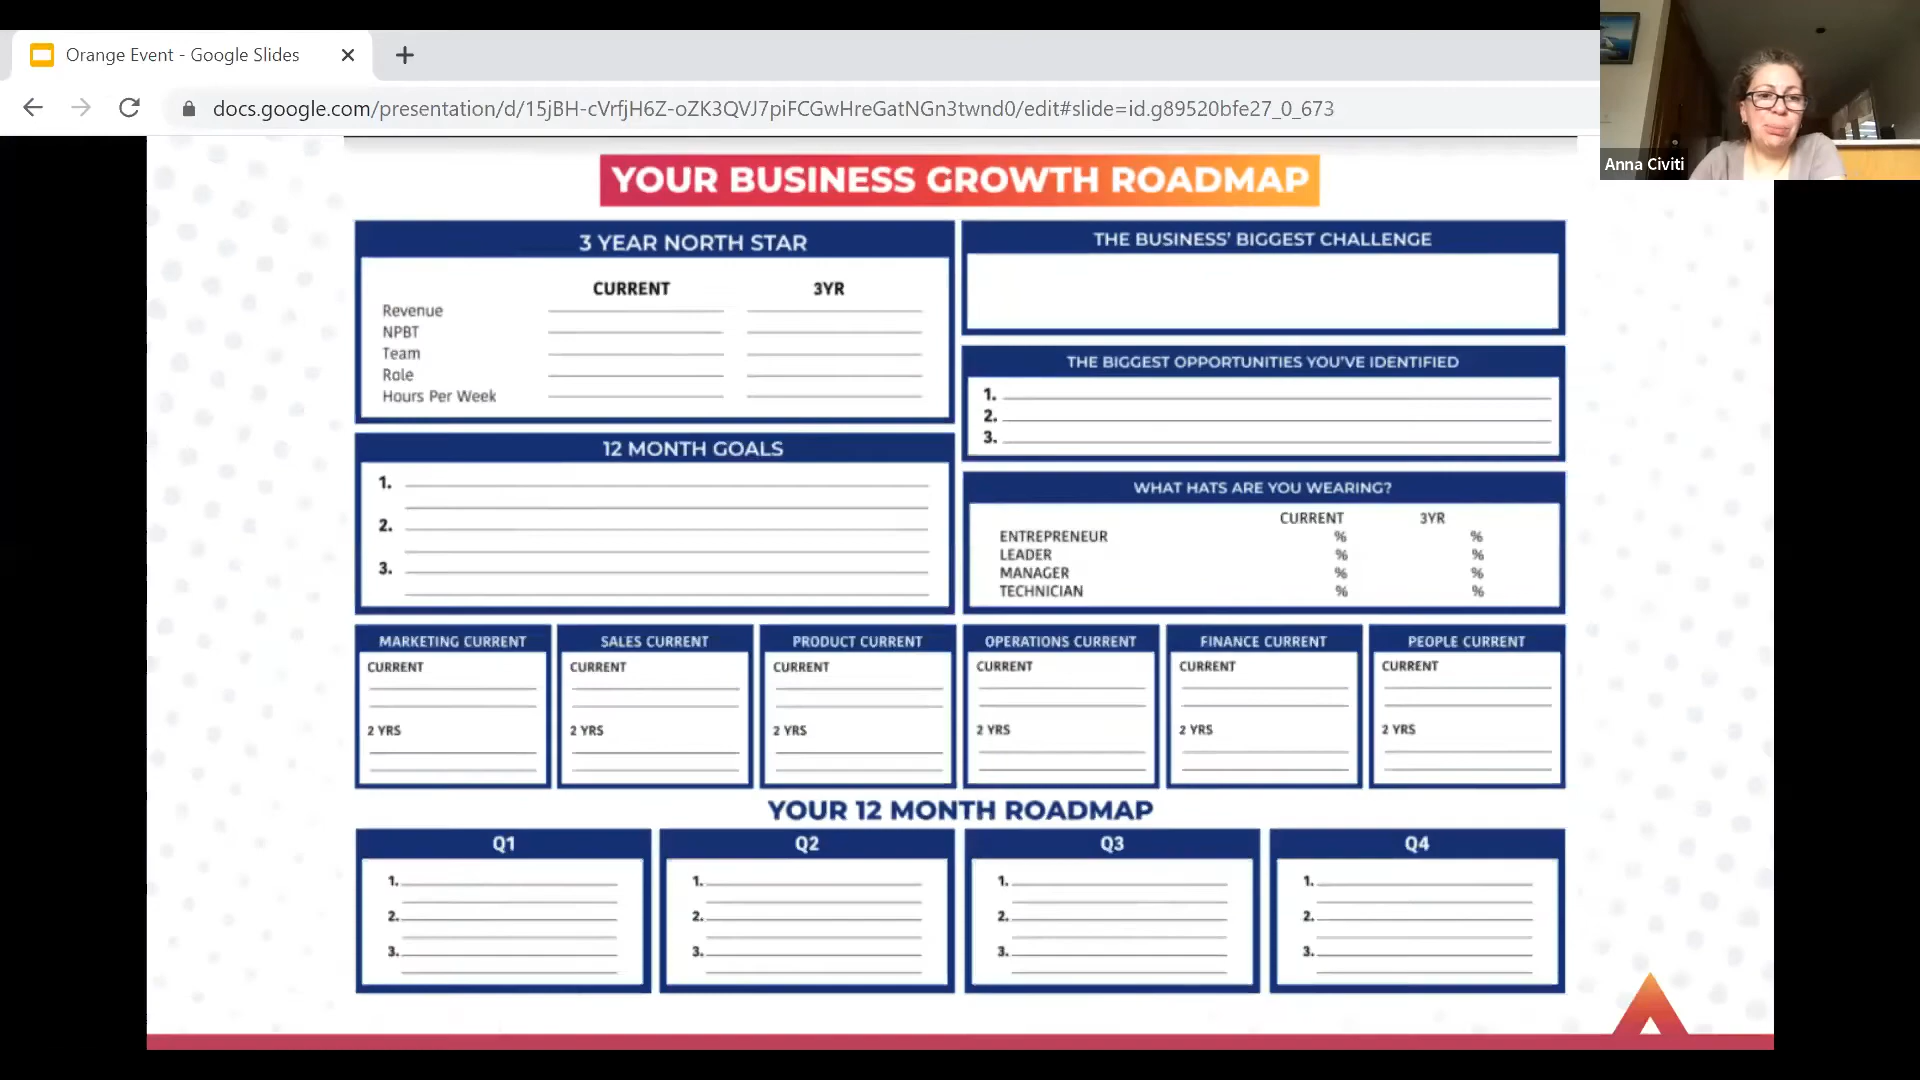 Orange Event - Google Slides
docs.google.com/presentation/d/15jBH-cVrfjH6Z-oZK3QVJ7piFCGwHreGatNGn3twnd0/edit#slide=id.g89520bfe27_0_673
Anna Civiti
YOUR BUSINESS GROWTH ROADMAP
3 YEAR NORTH STAR
CURRENT 3YR
Revenue
NPBT
Team
Role
Hours Per Week
THE BUSINESS' BIGGEST CHALLENGE
THE BIGGEST OPPORTUNITIES YOU'VE IDENTIFIED
1.
2.
3.
12 MONTH GOALS
1.
2.
3.
WHAT HATS ARE YOU WEARING?
CURRENT 3YR
ENTREPRENEUR % %
LEADER % %
MANAGER % %
TECHNICIAN % %
MARKETING CURRENT
CURRENT
2 YRS
SALES CURRENT
CURRENT
2 YRS
PRODUCT CURRENT
CURRENT
2 YRS
OPERATIONS CURRENT
CURRENT
2 YRS
FINANCE CURRENT
CURRENT
2 YRS
PEOPLE CURRENT
CURRENT
2 YRS
YOUR 12 MONTH ROADMAP
Q1
1.
2.
3.
Q2
1.
2.
3.
Q3
1.
2.
3.
Q4
1.
2.
3.